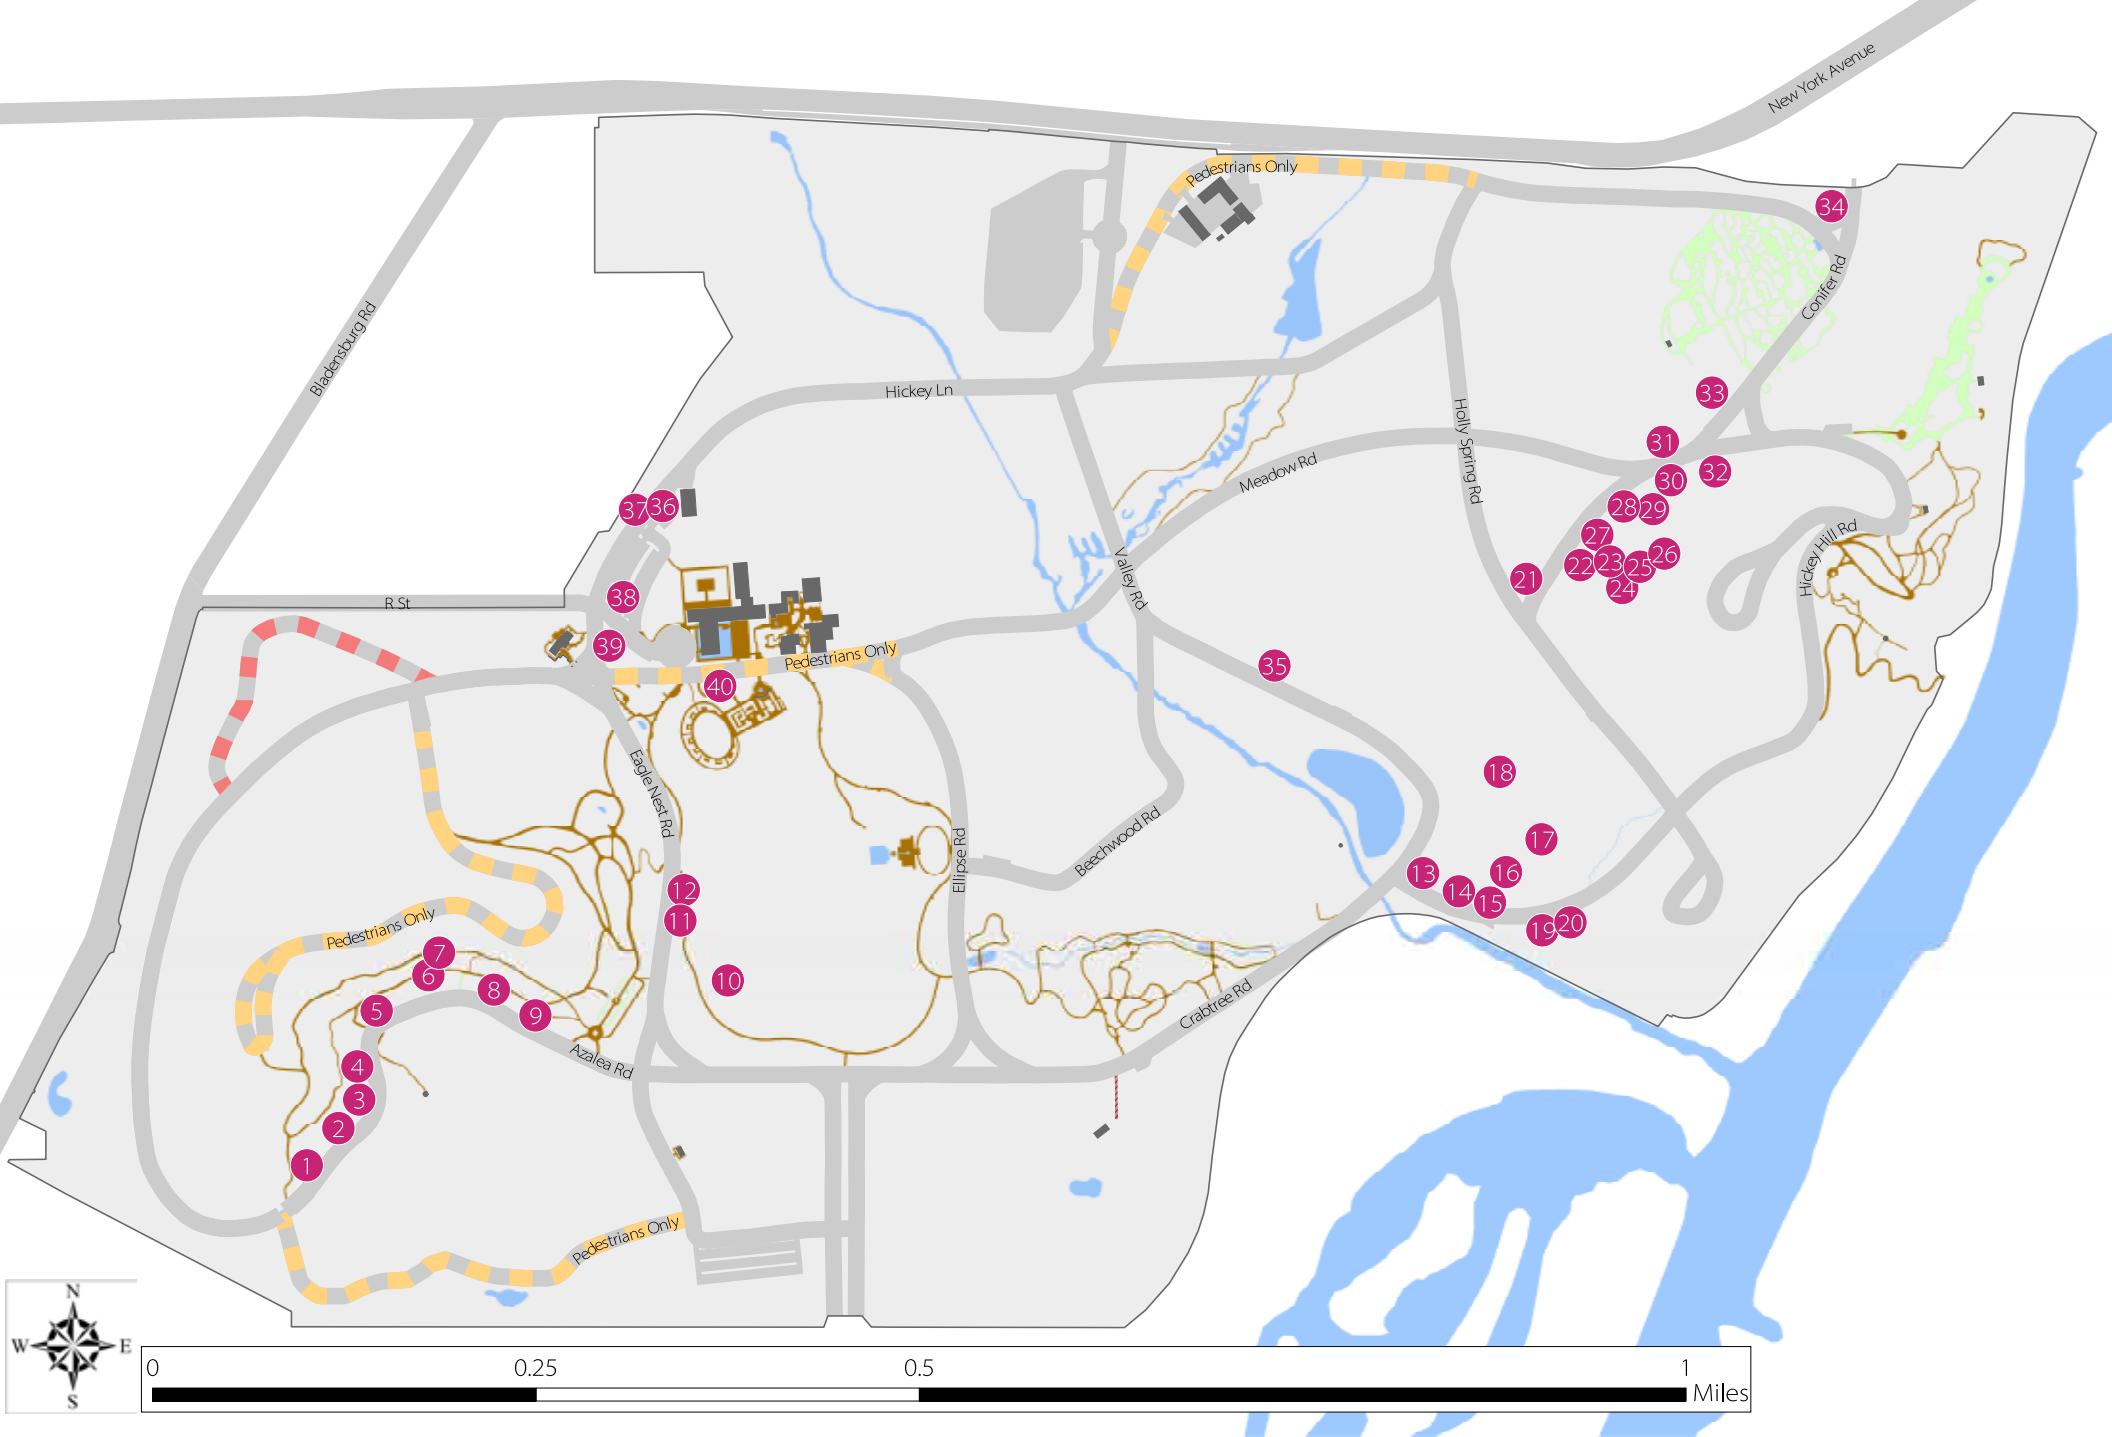 New York Avenue
Pedestrians Only
34
Conifer Rd
Bladensburg Rd
Hickey Ln
33
Holly Spring Rd
31
Meadow Rd
32
30
37
36
28
29
27
Hickey Hill Rd
26
23
22
25
21
24
Valley Rd
R St
38
39
Pedestrians Only
35
40
18
Eagle Nest Rd
17
Beechwood Rd
Ellipse Rd
16
13
12
14
15
11
20
19
Pedestrians Only
7
6
10
8
Crabtree Rd
5
9
Azalea Rd
4
3
2
1
Pedestrians Only
N
W
E
S
0
0.25
0.5
1
Miles